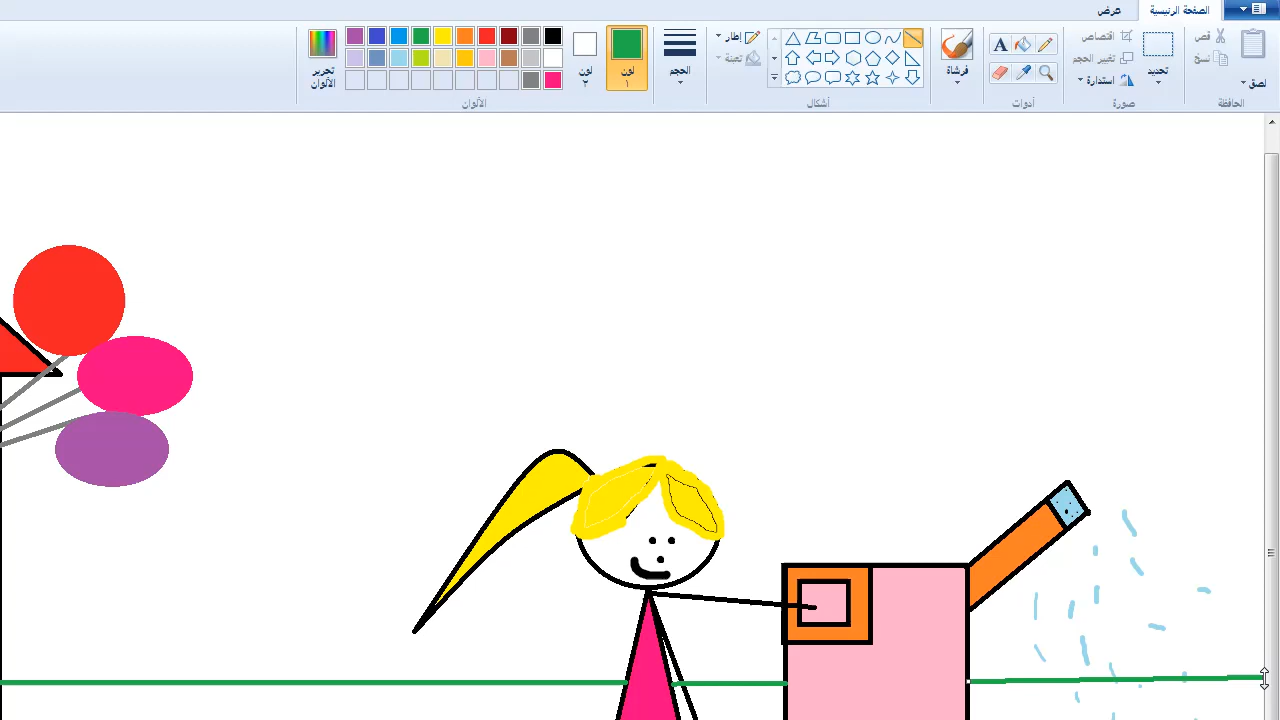 الصفحة الرئيسية
عرض
لصق
قص
نسخ
الحافظة
تحديد
اقتصاص
تغيير الحجم
استدارة
صورة
A
أدوات
فرشاة
إطار
تعبئة
أشكال
الحجم
لون
١
لون
٢
تحرير
الألوان
الألوان